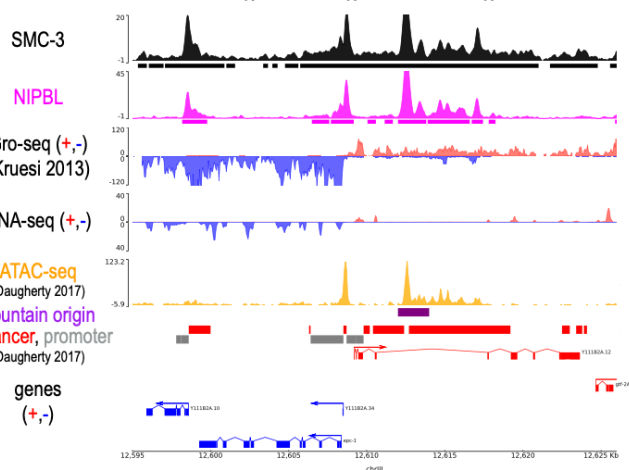 SMC-3
20
-1
NIPBL
45
-1
ro-seq (+,-)
Kruesi 2013)
120
0
0
-120
NA-seq (+,-)
40
0
0
40
ATAC-seq
Daugherty 2017)
123.2
-5.9
ountain origin
ancer, promoter
Daugherty 2017)
Y111B2A.12
genes
(+,-)
Y111B2A.10
Y111B2A.34
12,595
12,600
12,605
12,610
12,615
12,620
12,625 Kb